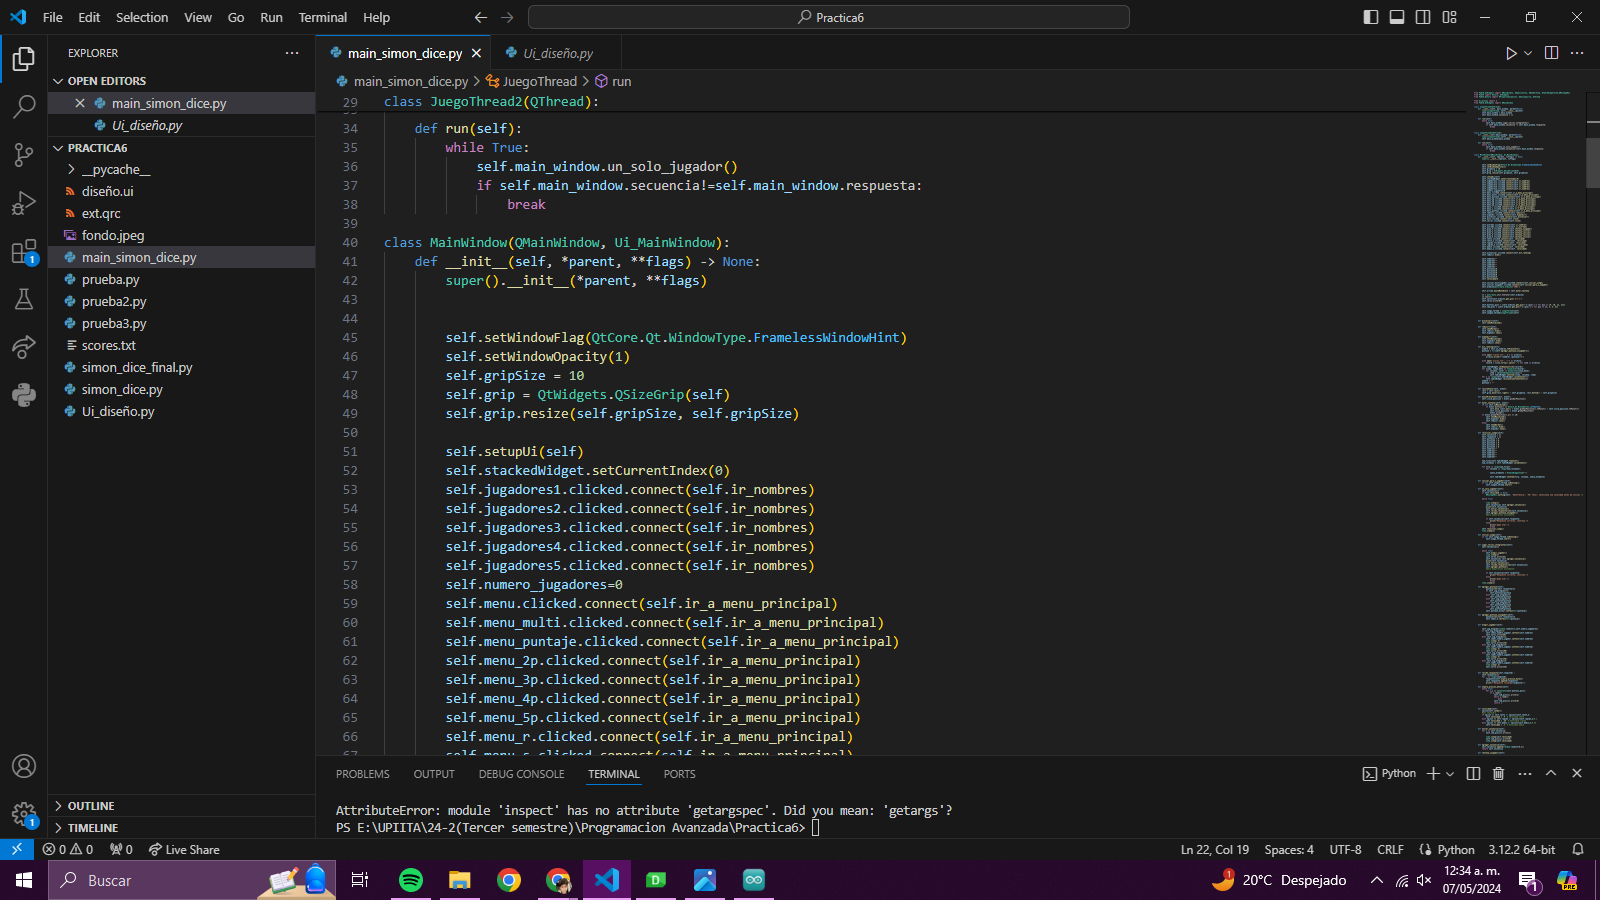 File Edit Selection View Go Run Terminal Help
Practica6
EXPLORER
OPEN EDITORS
main_simon_dice.py
Ui_diseño.py
PRACTICA6
__pycache__
diseño.ui
ext.qrc
fondo.jpeg
main_simon_dice.py
prueba.py
prueba2.py
prueba3.py
scores.txt
simon_dice_final.py
simon_dice.py
Ui_diseño.py
OUTLINE
TIMELINE
1
1
main_simon_dice.py Ui_diseño.py
main_simon_dice.py > JuegoThread > run
29 class JuegoThread2(QThread):
34 def run(self):
35 while True:
36 self.main_window.un_solo_jugador()
37 if self.main_window.secuencia!=self.main_window.respuesta:
38 break
39
40 class MainWindow(QMainWindow, Ui_MainWindow):
41 def __init__(self, *parent, **flags) -> None:
42 super().__init__(*parent, **flags)
43
44
45 self.setWindowFlag(QtCore.Qt.WindowType.FramelessWindowHint)
46 self.setWindowOpacity(1)
47 self.gripSize = 10
48 self.grip = QtWidgets.QSizeGrip(self)
49 self.grip.resize(self.gripSize, self.gripSize)
50
51 self.setupUi(self)
52 self.stackedWidget.setCurrentIndex(0)
53 self.jugadores1.clicked.connect(self.ir_nombres)
54 self.jugadores2.clicked.connect(self.ir_nombres)
55 self.jugadores3.clicked.connect(self.ir_nombres)
56 self.jugadores4.clicked.connect(self.ir_nombres)
57 self.jugadores5.clicked.connect(self.ir_nombres)
58 self.numero_jugadores=0
59 self.menu.clicked.connect(self.ir_a_menu_principal)
60 self.menu_multi.clicked.connect(self.ir_a_menu_principal)
61 self.menu_puntaje.clicked.connect(self.ir_a_menu_principal)
62 self.menu_2p.clicked.connect(self.ir_a_menu_principal)
63 self.menu_3p.clicked.connect(self.ir_a_menu_principal)
64 self.menu_4p.clicked.connect(self.ir_a_menu_principal)
65 self.menu_5p.clicked.connect(self.ir_a_menu_principal)
66 self.menu_r.clicked.connect(self.ir_a_menu_principal)
67 self.menu_s.clicked.connect(self.ir_a_menu_principal)
PROBLEMS OUTPUT DEBUG CONSOLE TERMINAL PORTS
Python
AttributeError: module 'inspect' has no attribute 'getargspec'. Did you mean: 'getargs'?
PS E:\UPIITA\24-2(Tercer semestre)\Programacion Avanzada\Practica6>
0 0 0 Live Share
Ln 22, Col 19 Spaces: 4 UTF-8 CRLF Python 3.12.2 64-bit
Buscar
1
20°C Despejado
12:34 a. m.
07/05/2024
1
PRE